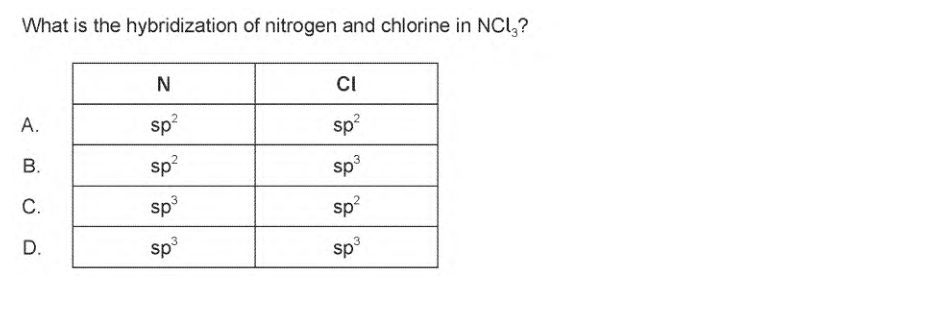 What is the hybridization of nitrogen and chlorine in NCl₃?
N Cl
A. sp² sp²
B. sp² sp³
C. sp³ sp²
D. sp³ sp³